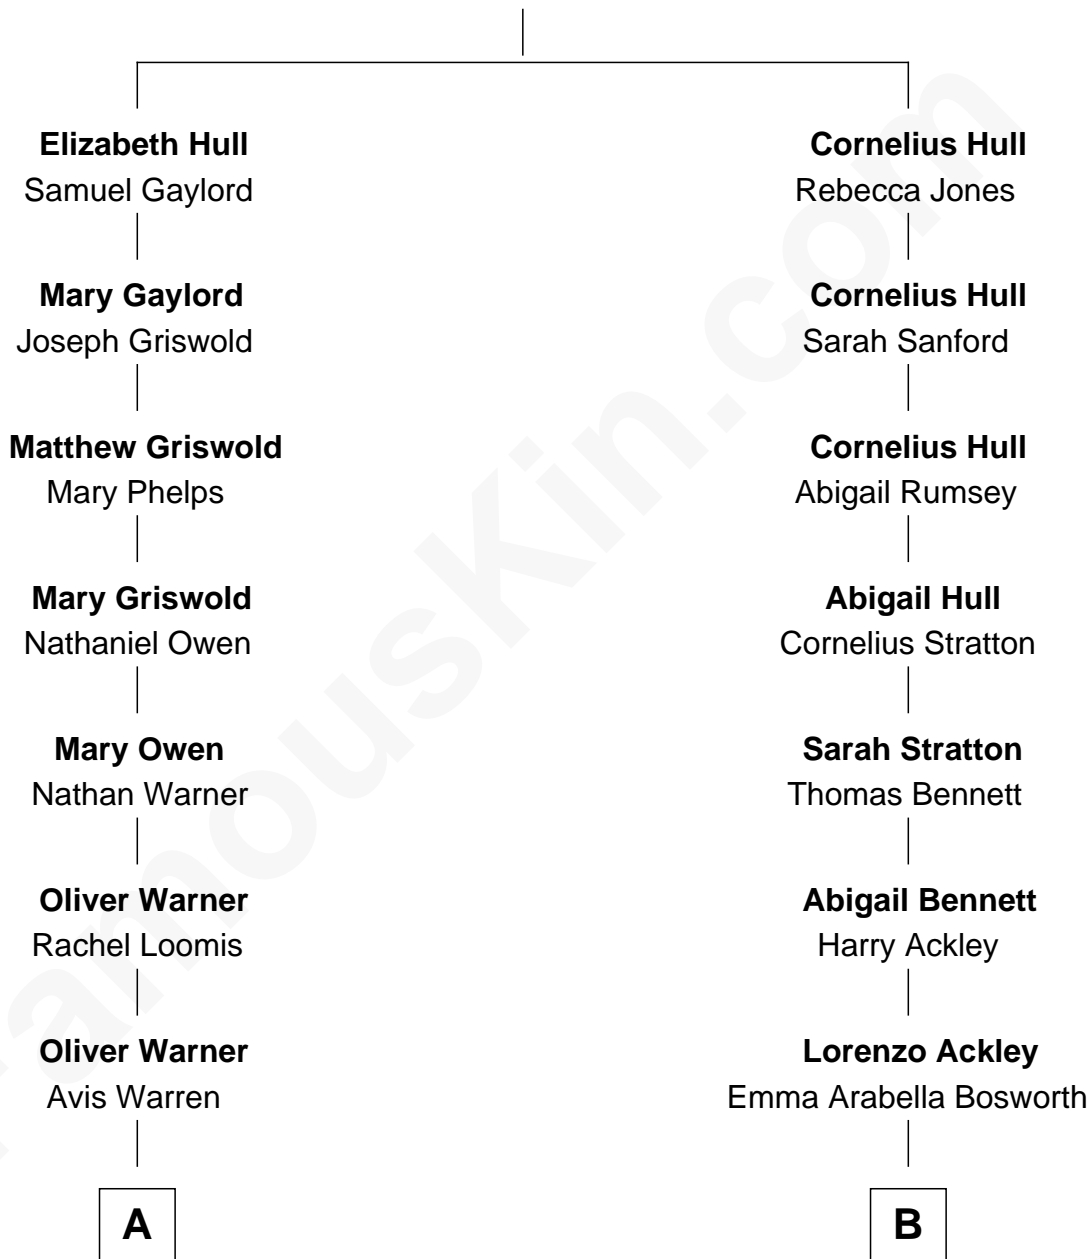 Elizabeth Hull
Samuel Gaylord
Mary Gaylord
Joseph Griswold
Matthew Griswold
Mary Phelps
Mary Griswold
Nathaniel Owen
Mary Owen
Nathan Warner
Oliver Warner
Rachel Loomis
Oliver Warner
Avis Warren
A
Cornelius Hull
Rebecca Jones
Cornelius Hull
Sarah Sanford
Cornelius Hull
Abigail Rumsey
Abigail Hull
Cornelius Stratton
Sarah Stratton
Thomas Bennett
Abigail Bennett
Harry Ackley
Lorenzo Ackley
Emma Arabella Bosworth
B
FamousKin.com